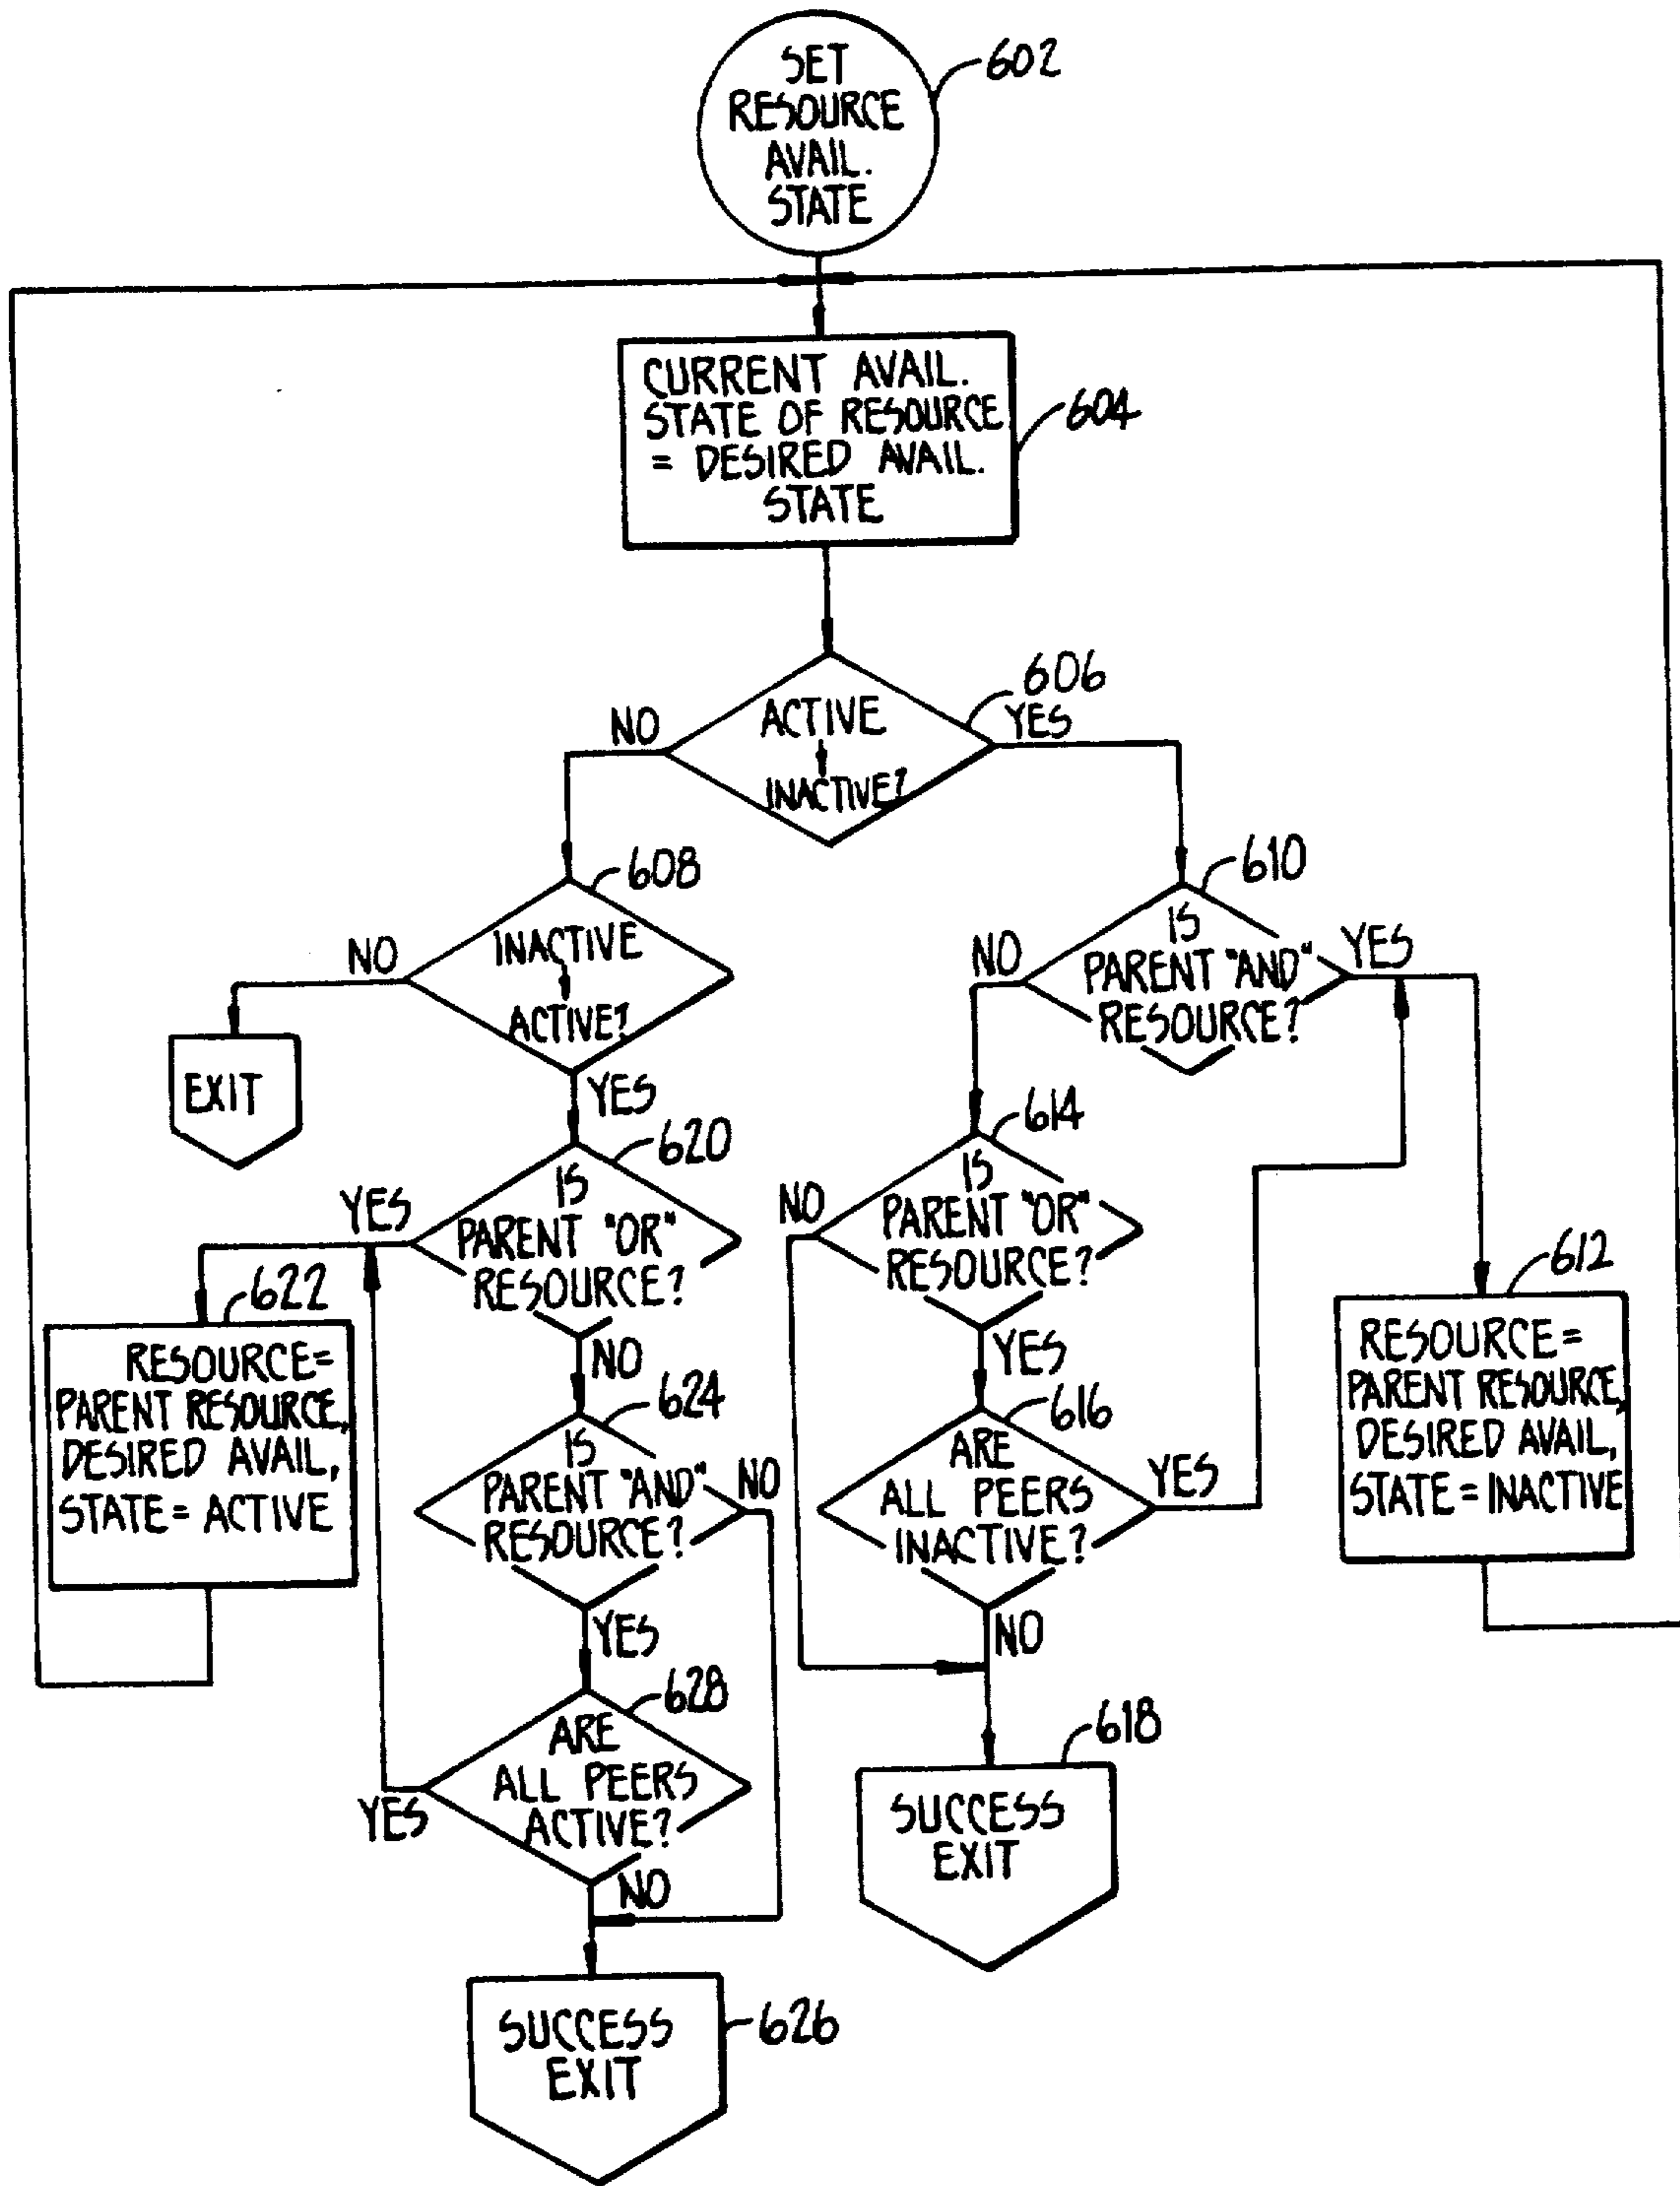 SET
RESOURCE
AVAIL.
STATE
602
CURRENT AVAIL.
STATE OF RESOURCE
= DESIRED AVAIL.
STATE
604
606
NO
ACTIVE
INACTIVE?
YES
608
NO
INACTIVE
ACTIVE?
YES
EXIT
610
NO
IS
PARENT "AND"
RESOURCE?
YES
620
YES
IS
PARENT "OR"
RESOURCE?
NO
614
NO
IS
PARENT "OR"
RESOURCE?
YES
612
RESOURCE =
PARENT RESOURCE,
DESIRED AVAIL,
STATE = INACTIVE
622
RESOURCE=
PARENT RESOURCE,
DESIRED AVAIL,
STATE = ACTIVE
624
IS
PARENT "AND"
RESOURCE?
NO
YES
616
ARE
ALL PEERS
INACTIVE?
YES
NO
628
ARE
ALL PEERS
ACTIVE?
YES
NO
618
SUCCESS
EXIT
SUCCESS
EXIT
626